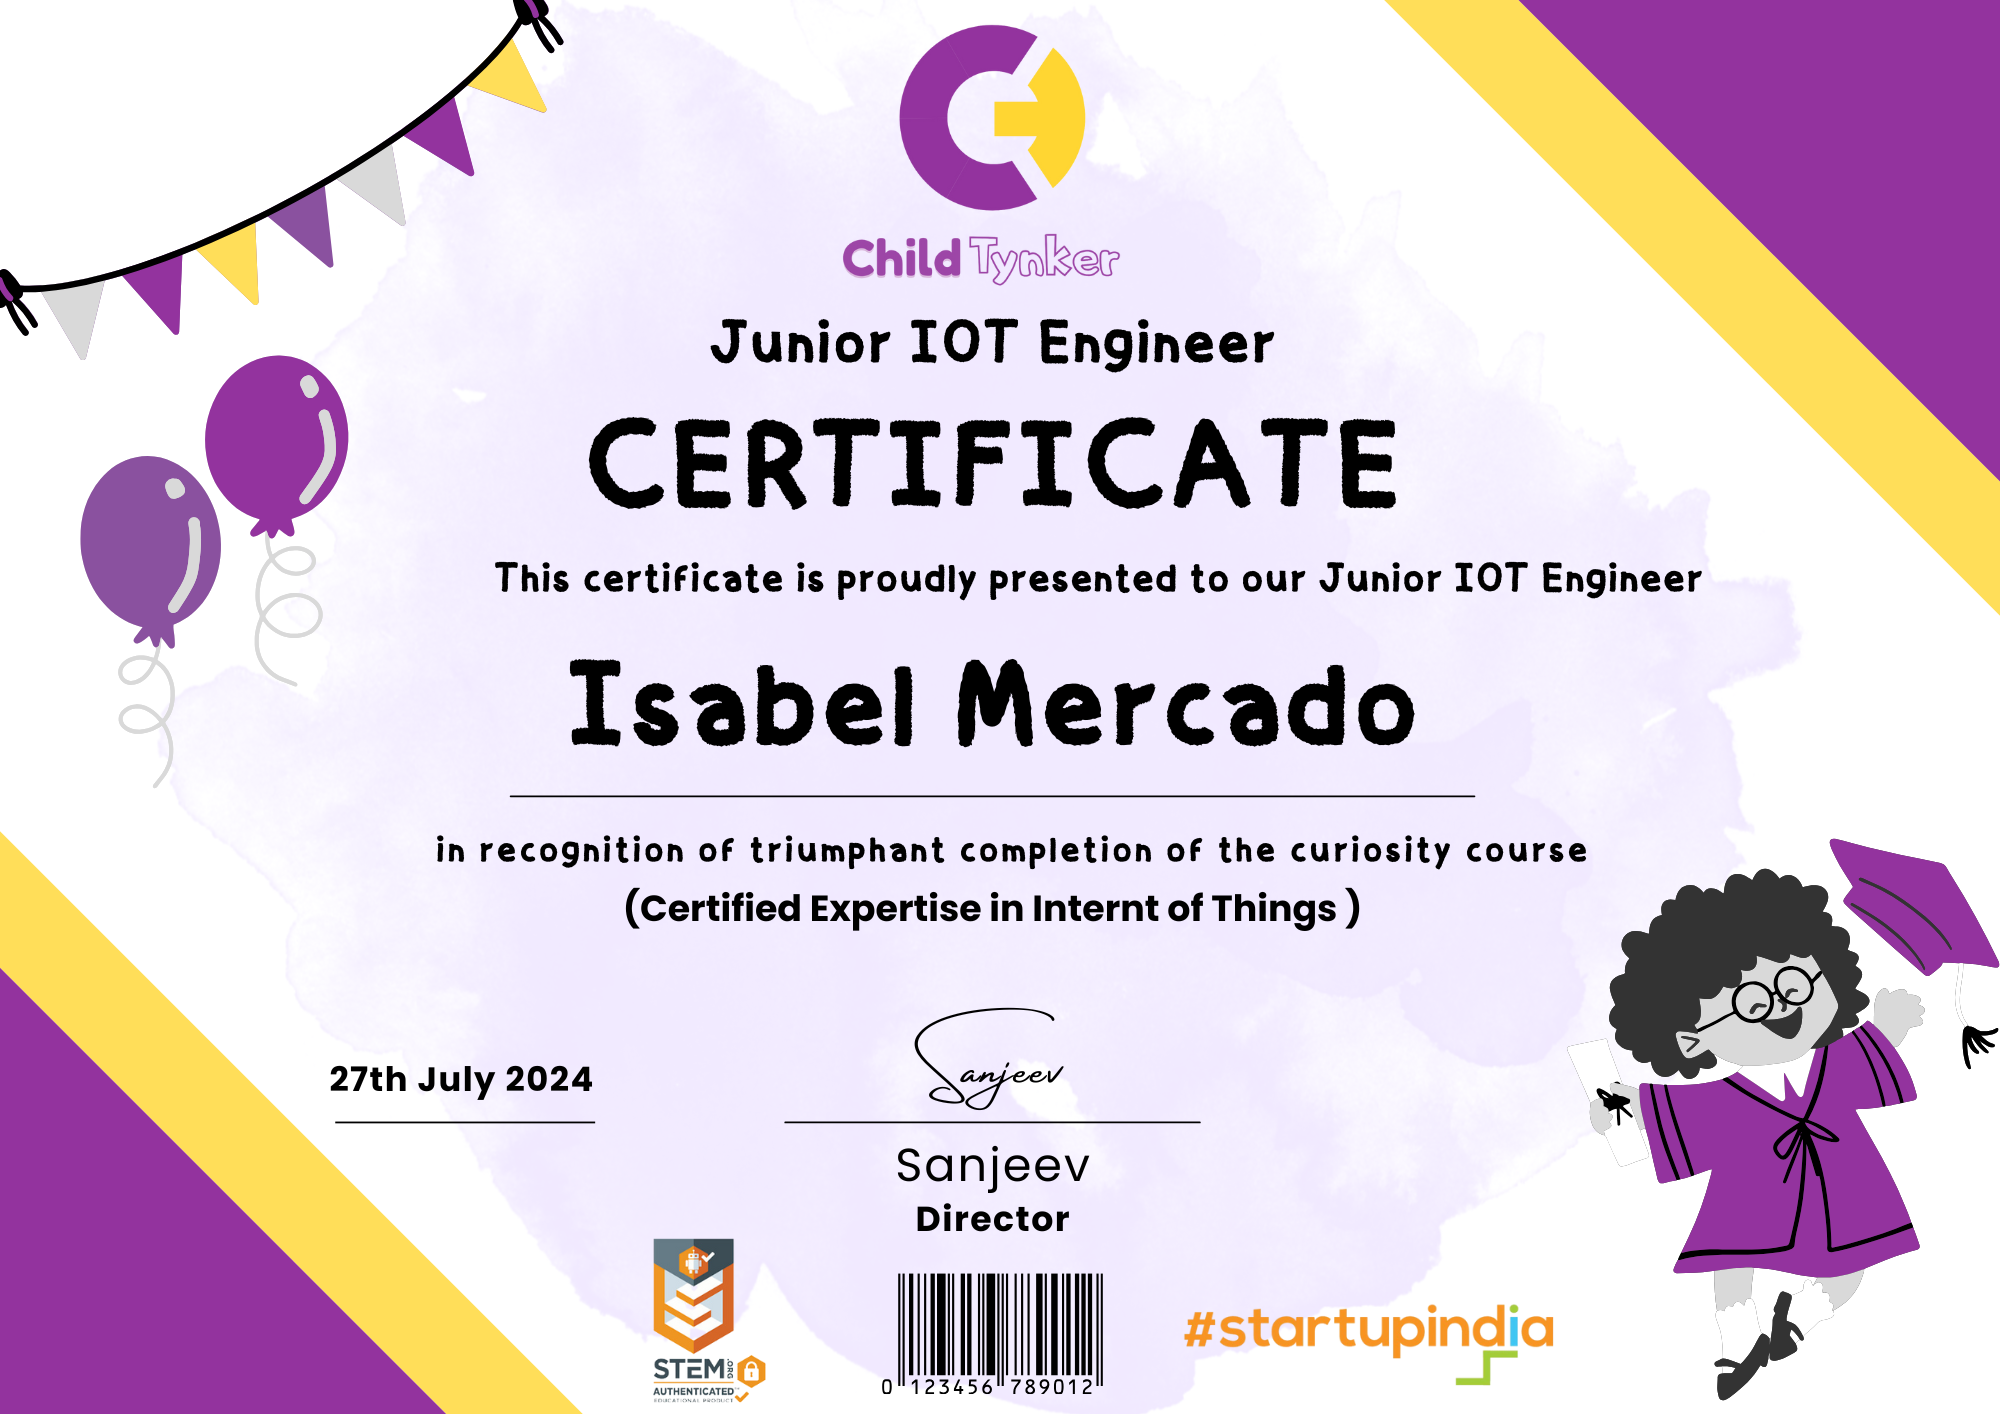 Child Tynker
Junior IOT Engineer
CERTIFICATE
This certificate is proudly presented to our Junior IOT Engineer
Isabel Mercado
in recognition of triumphant completion of the curiosity course
(Certified Expertise in Internt of Things )
27th July 2024
Sanjeev
Sanjeev
Director
STEM.ORG
AUTHENTICATED™
EDUCATIONAL PRODUCT
0 123456 789012
#startupindia